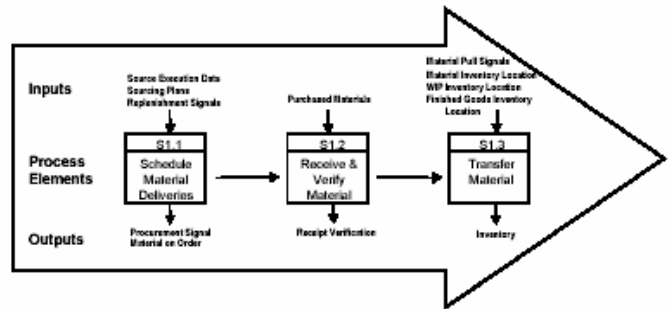 Inputs
Source Execution Data
Sourcing Plans
Replenishment Signals
Purchased Materials
Material Pull Signals
Material Inventory Location
WIP Inventory Location
Finished Goods Inventory
Location
Process
Elements
S1.1
Schedule
Material
Deliveries
S1.2
Receive &
Verify
Material
S1.3
Transfer
Material
Outputs
Procurement Signal
Material on Order
Receipt Verification
Inventory